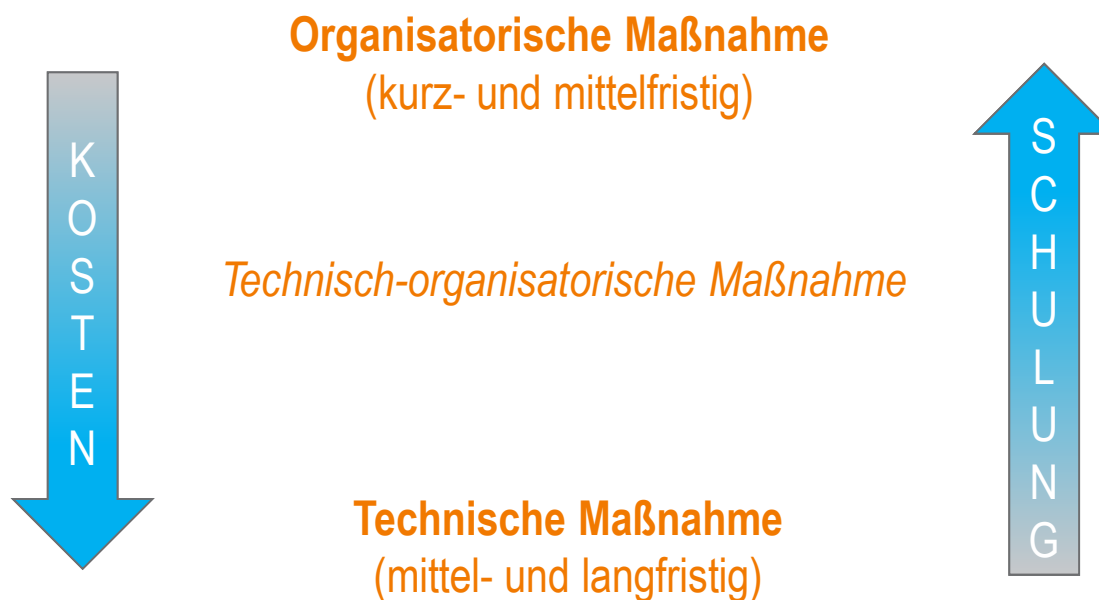 Organisatorische Maßnahme
(kurz- und mittelfristig)
KOSTEN
Technisch-organisatorische Maßnahme
SCHULUNG
Technische Maßnahme
(mittel- und langfristig)